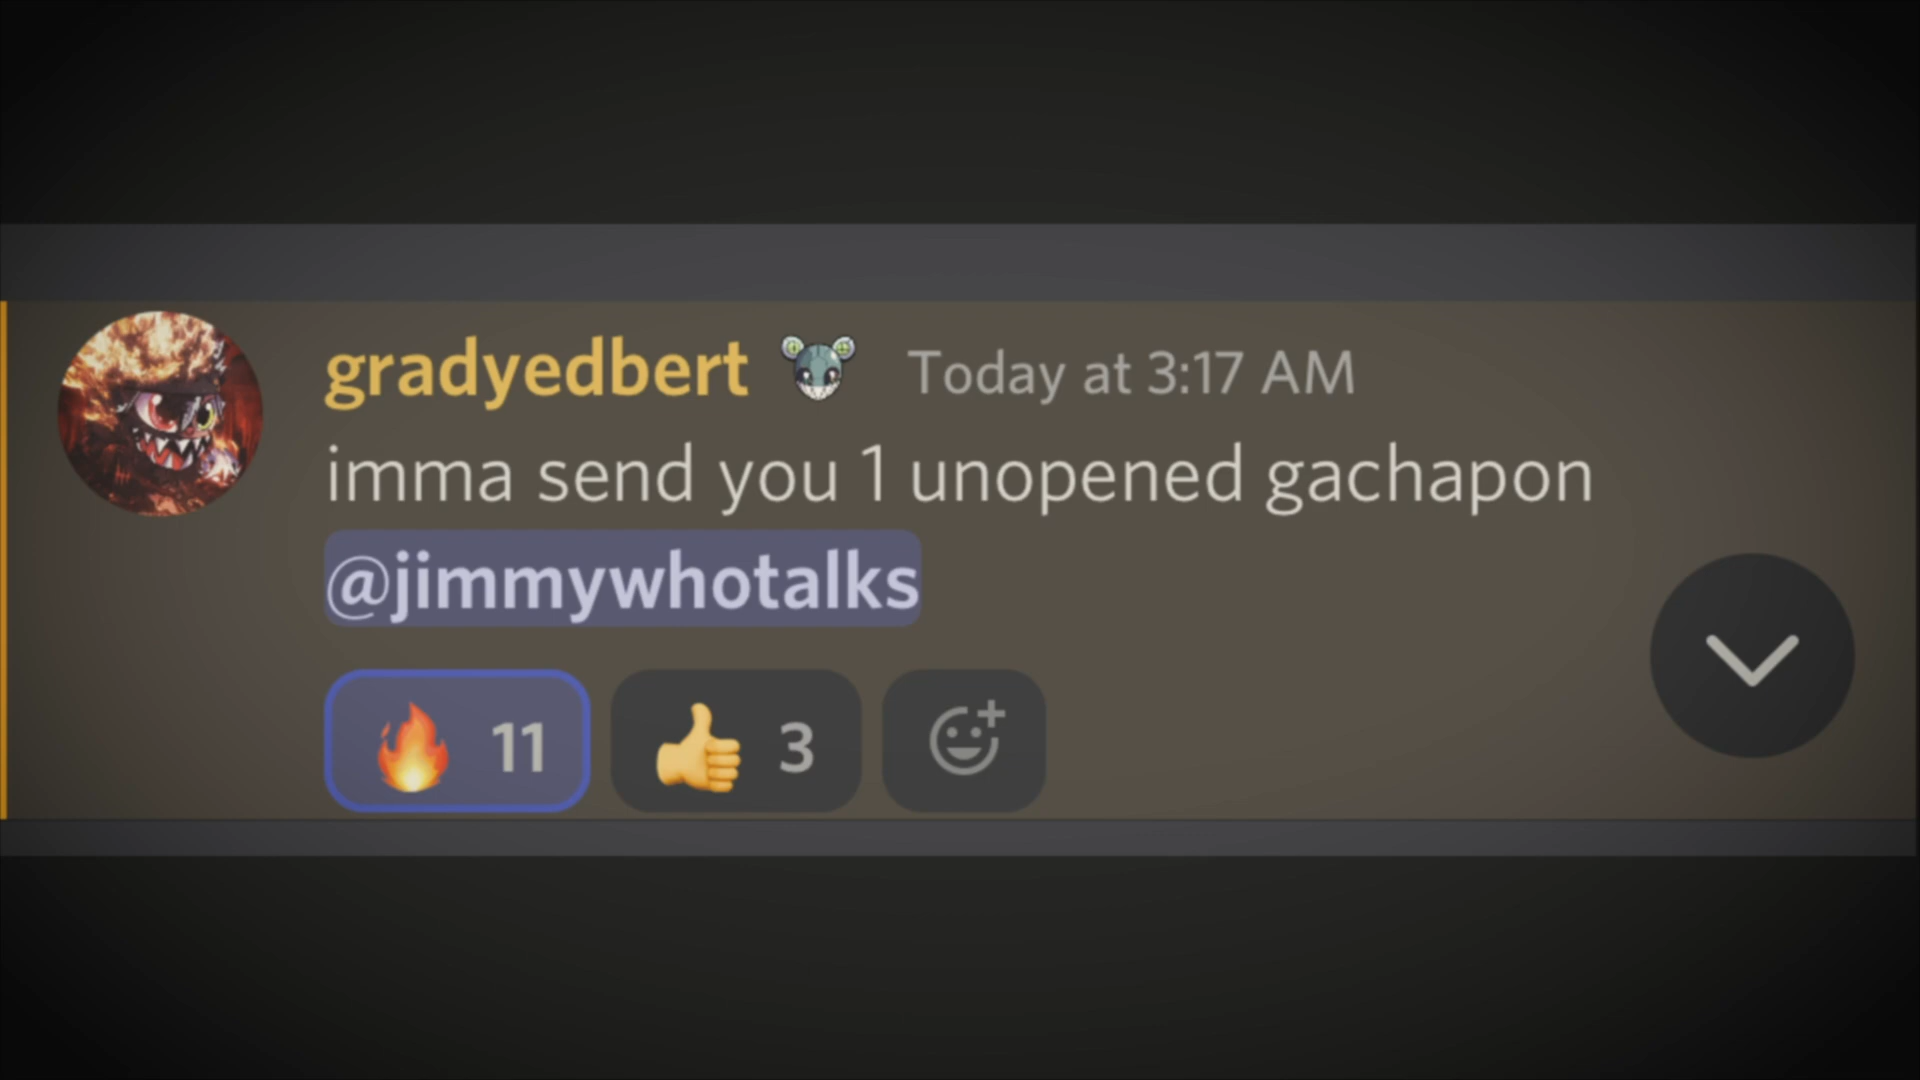 gradyedbert Today at 3:17 AM
imma send you 1 unopened gachapon
@jimmywhotalks
11 3